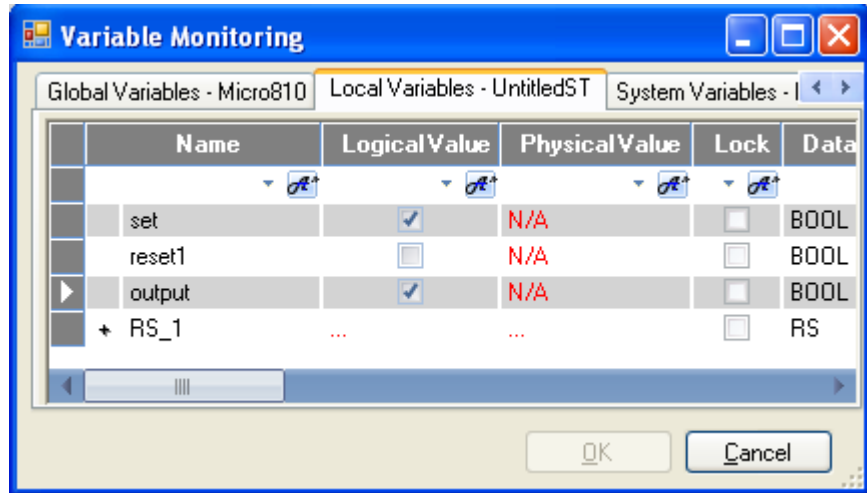 Variable Monitoring
Global Variables - Micro810 Local Variables - UntitledST System Variables -
Name Logical Value Physical Value Lock Data
set N/A BOOL
reset1 N/A BOOL
output N/A BOOL
+ RS_1 ... ... RS
OK Cancel